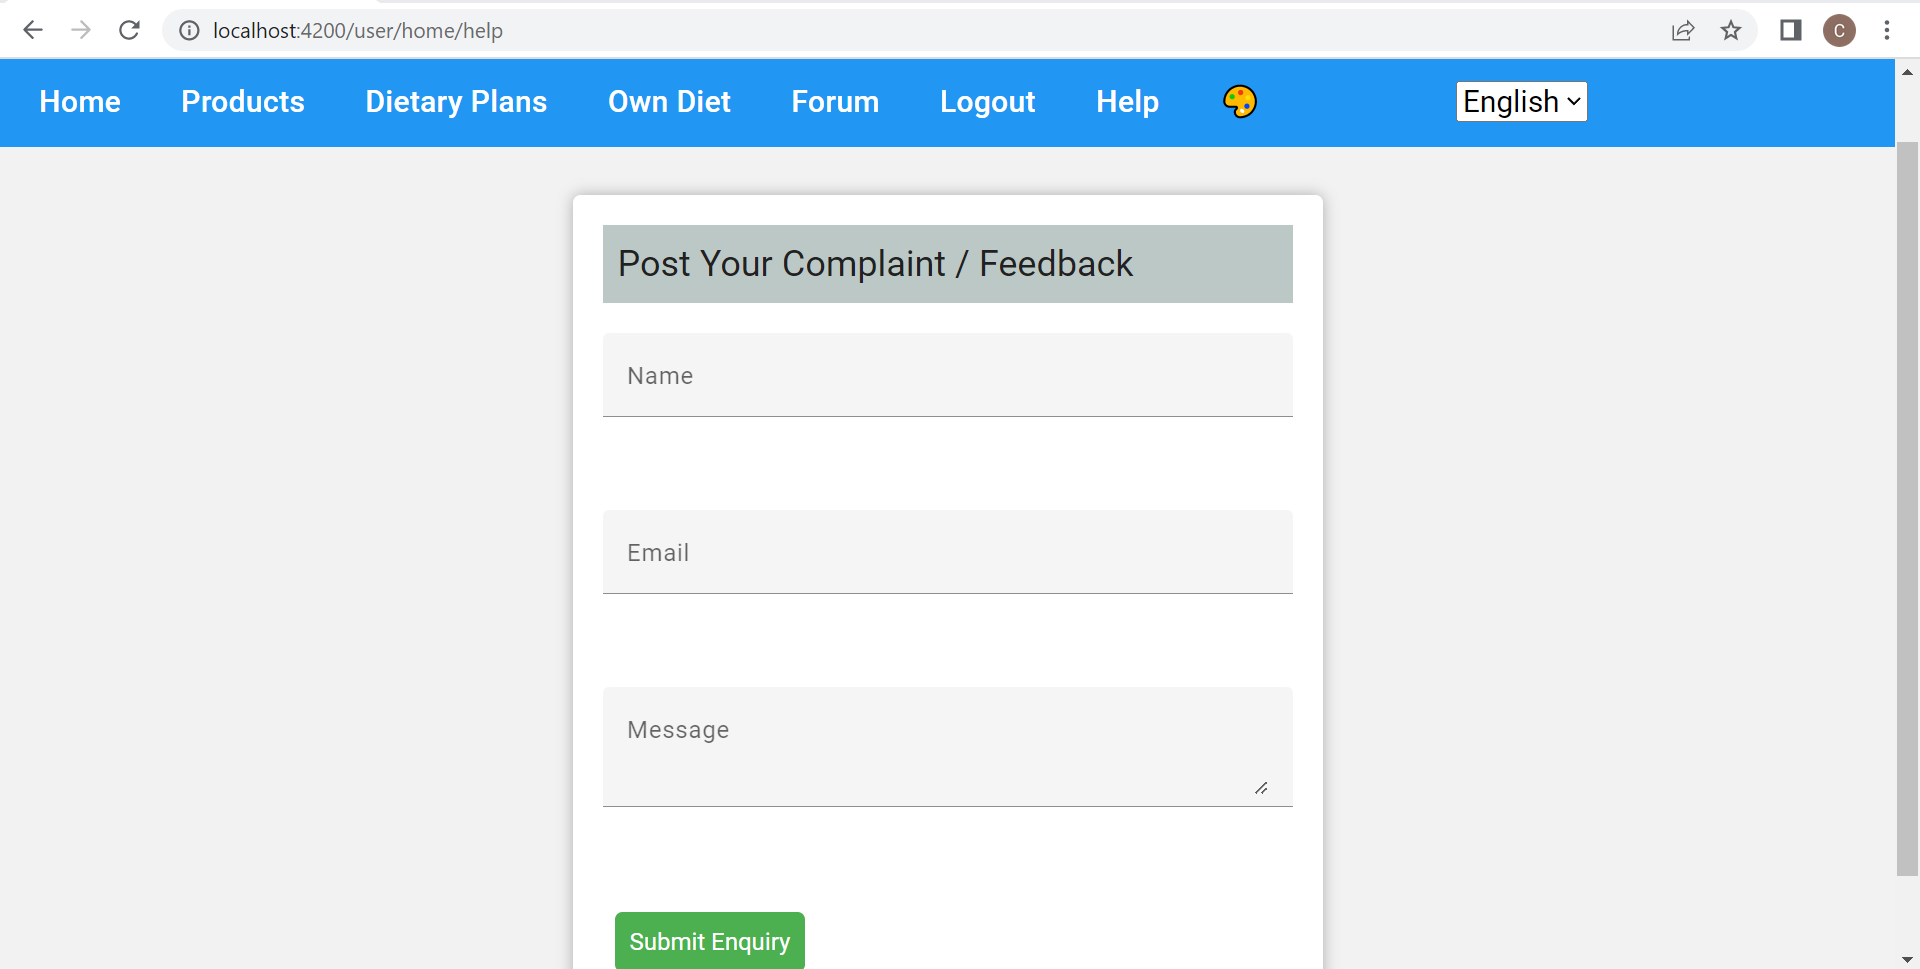 localhost:4200/user/home/help
C
Home Products Dietary Plans Own Diet Forum Logout Help English
Post Your Complaint / Feedback
Name
Email
Message
Submit Enquiry